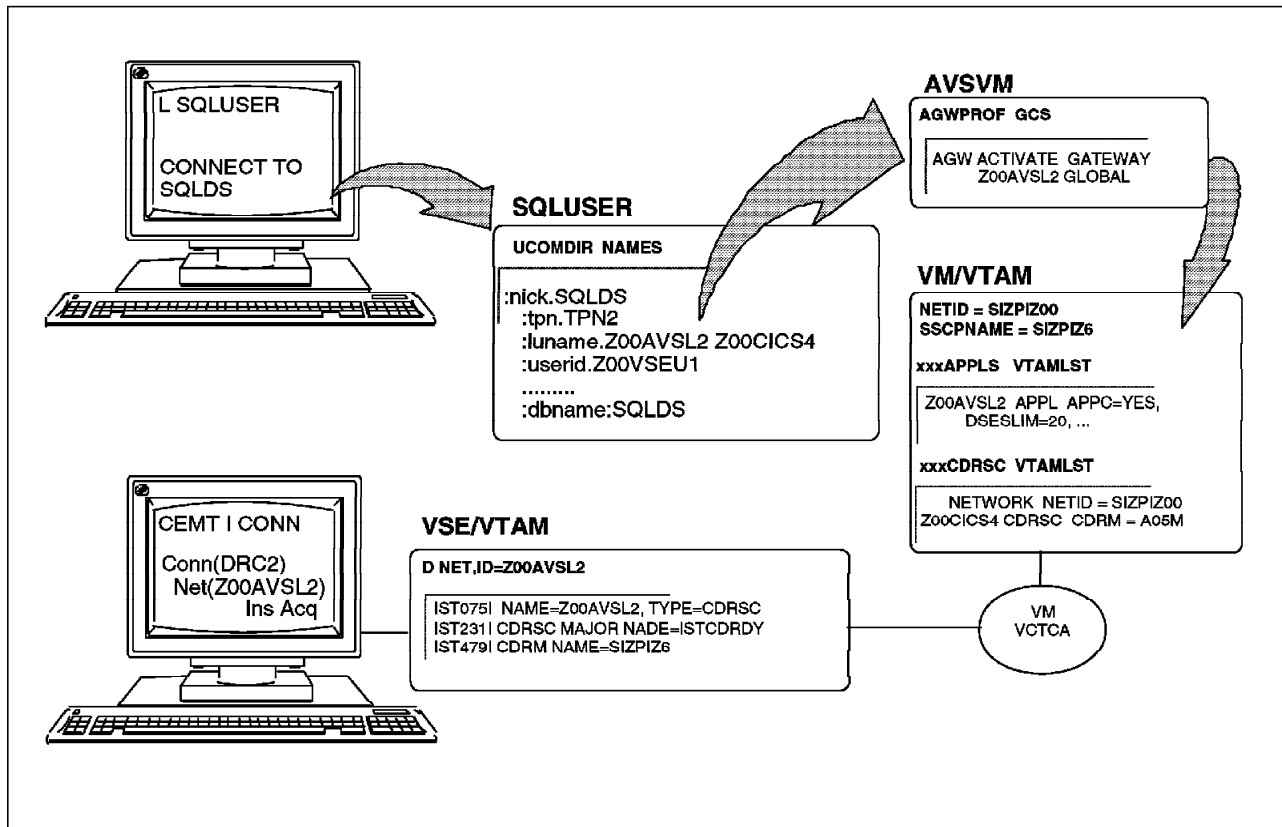 L SQLUSER
CONNECT TO
SQLDS
SQLUSER
UCOMDIR NAMES
:nick.SQLDS
:tpn.TPN2
:luname.Z00AVSL2 Z00CICS4
:userid.Z00VSEU1
.........
:dbname:SQLDS
AVSVM
AGWPROF GCS
AGW ACTIVATE GATEWAY
Z00AVSL2 GLOBAL
VM/VTAM
NETID = SIZPIZ00
SSCPNAME = SIZPIZ6
xxxAPPLS VTAMLST
Z00AVSL2 APPL APPC=YES,
DSESLIM=20, ...
xxxCDRSC VTAMLST
NETWORK NETID = SIZPIZ00
Z00CICS4 CDRSC CDRM = A05M
CEMT I CONN
Conn(DRC2)
Net(Z00AVSL2)
Ins Acq
VSE/VTAM
D NET,ID=Z00AVSL2
IST075I NAME=Z00AVSL2, TYPE=CDRSC
IST231I CDRSC MAJOR NADE=ISTCDRDY
IST479I CDRM NAME=SIZPIZ6
VM
VCTCA